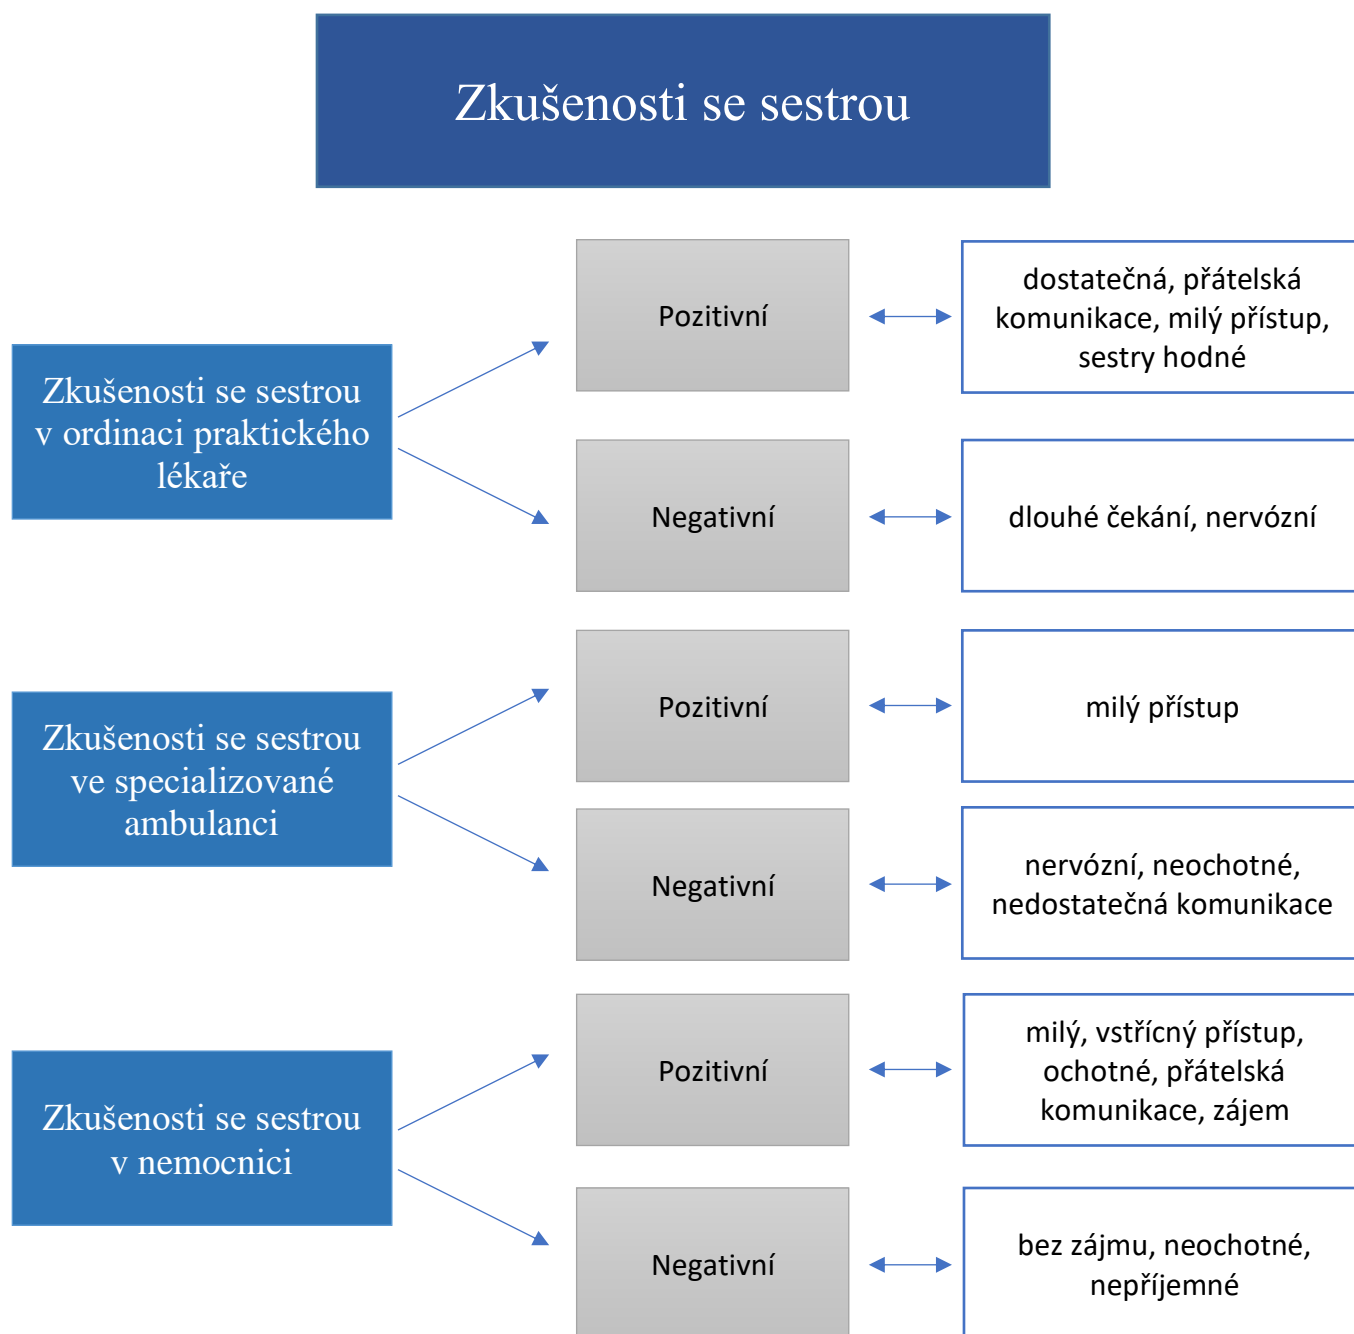 Zkušenosti se sestrou
Zkušenosti se sestrou
v ordinaci praktického
lékaře
Pozitivní
dostatečná, přátelská
komunikace, milý přístup,
sestry hodné
Negativní
dlouhé čekání, nervózní
Zkušenosti se sestrou
ve specializované
ambulanci
Pozitivní
milý přístup
Negativní
nervózní, neochotné,
nedostatečná komunikace
Zkušenosti se sestrou
v nemocnici
Pozitivní
milý, vstřícný přístup,
ochotné, přátelská
komunikace, zájem
Negativní
bez zájmu, neochotné,
nepříjemné